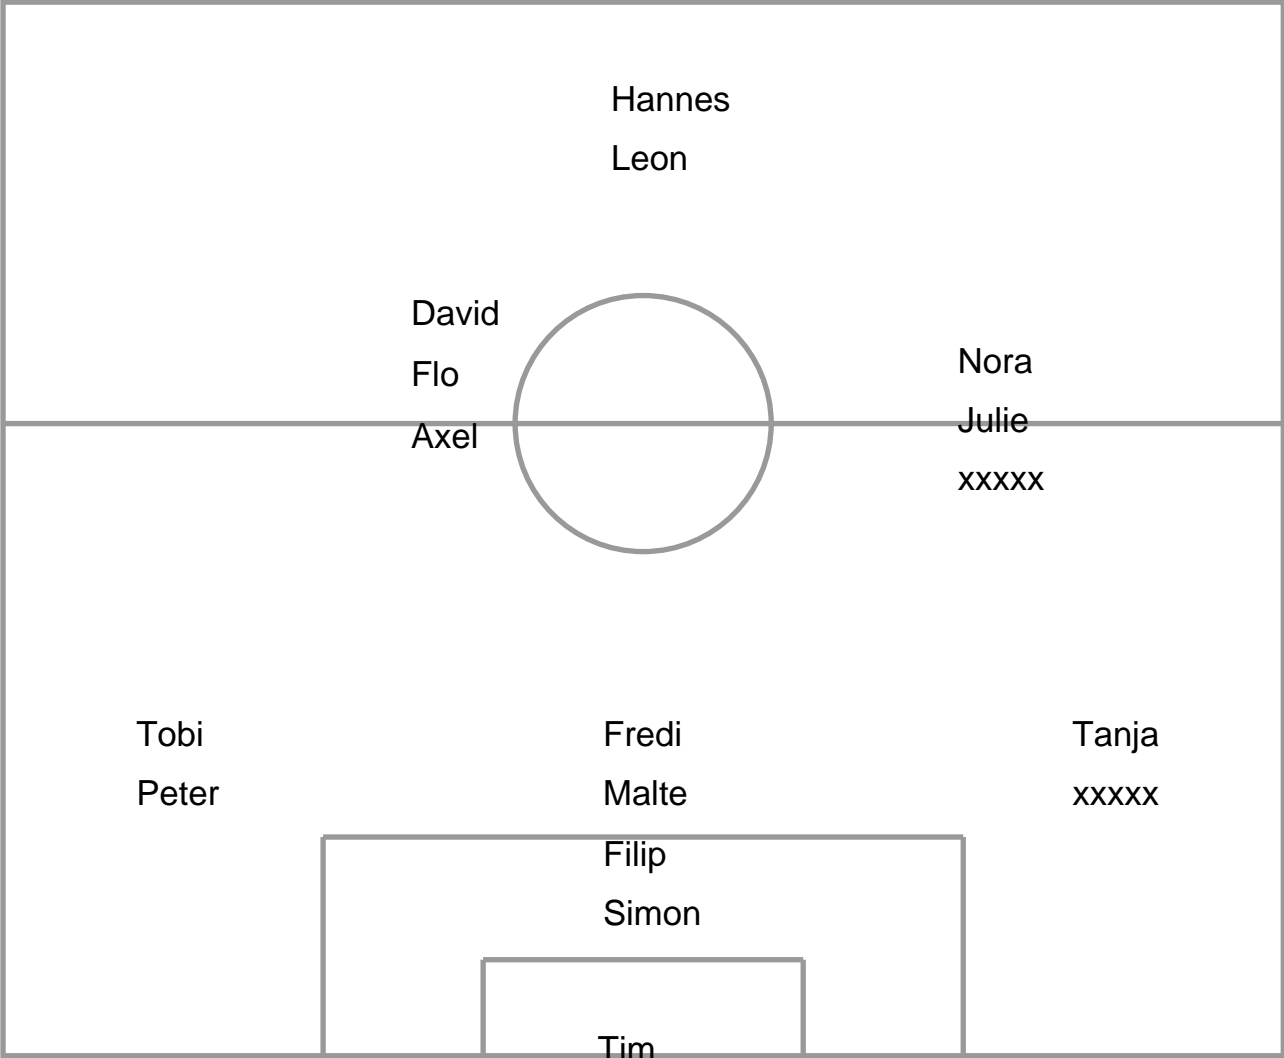 Hannes
Leon
David
Flo
Axel
Nora
Julie
xxxxx
Tobi
Peter
Fredi
Malte
Filip
Simon
Tanja
xxxxx
Tim